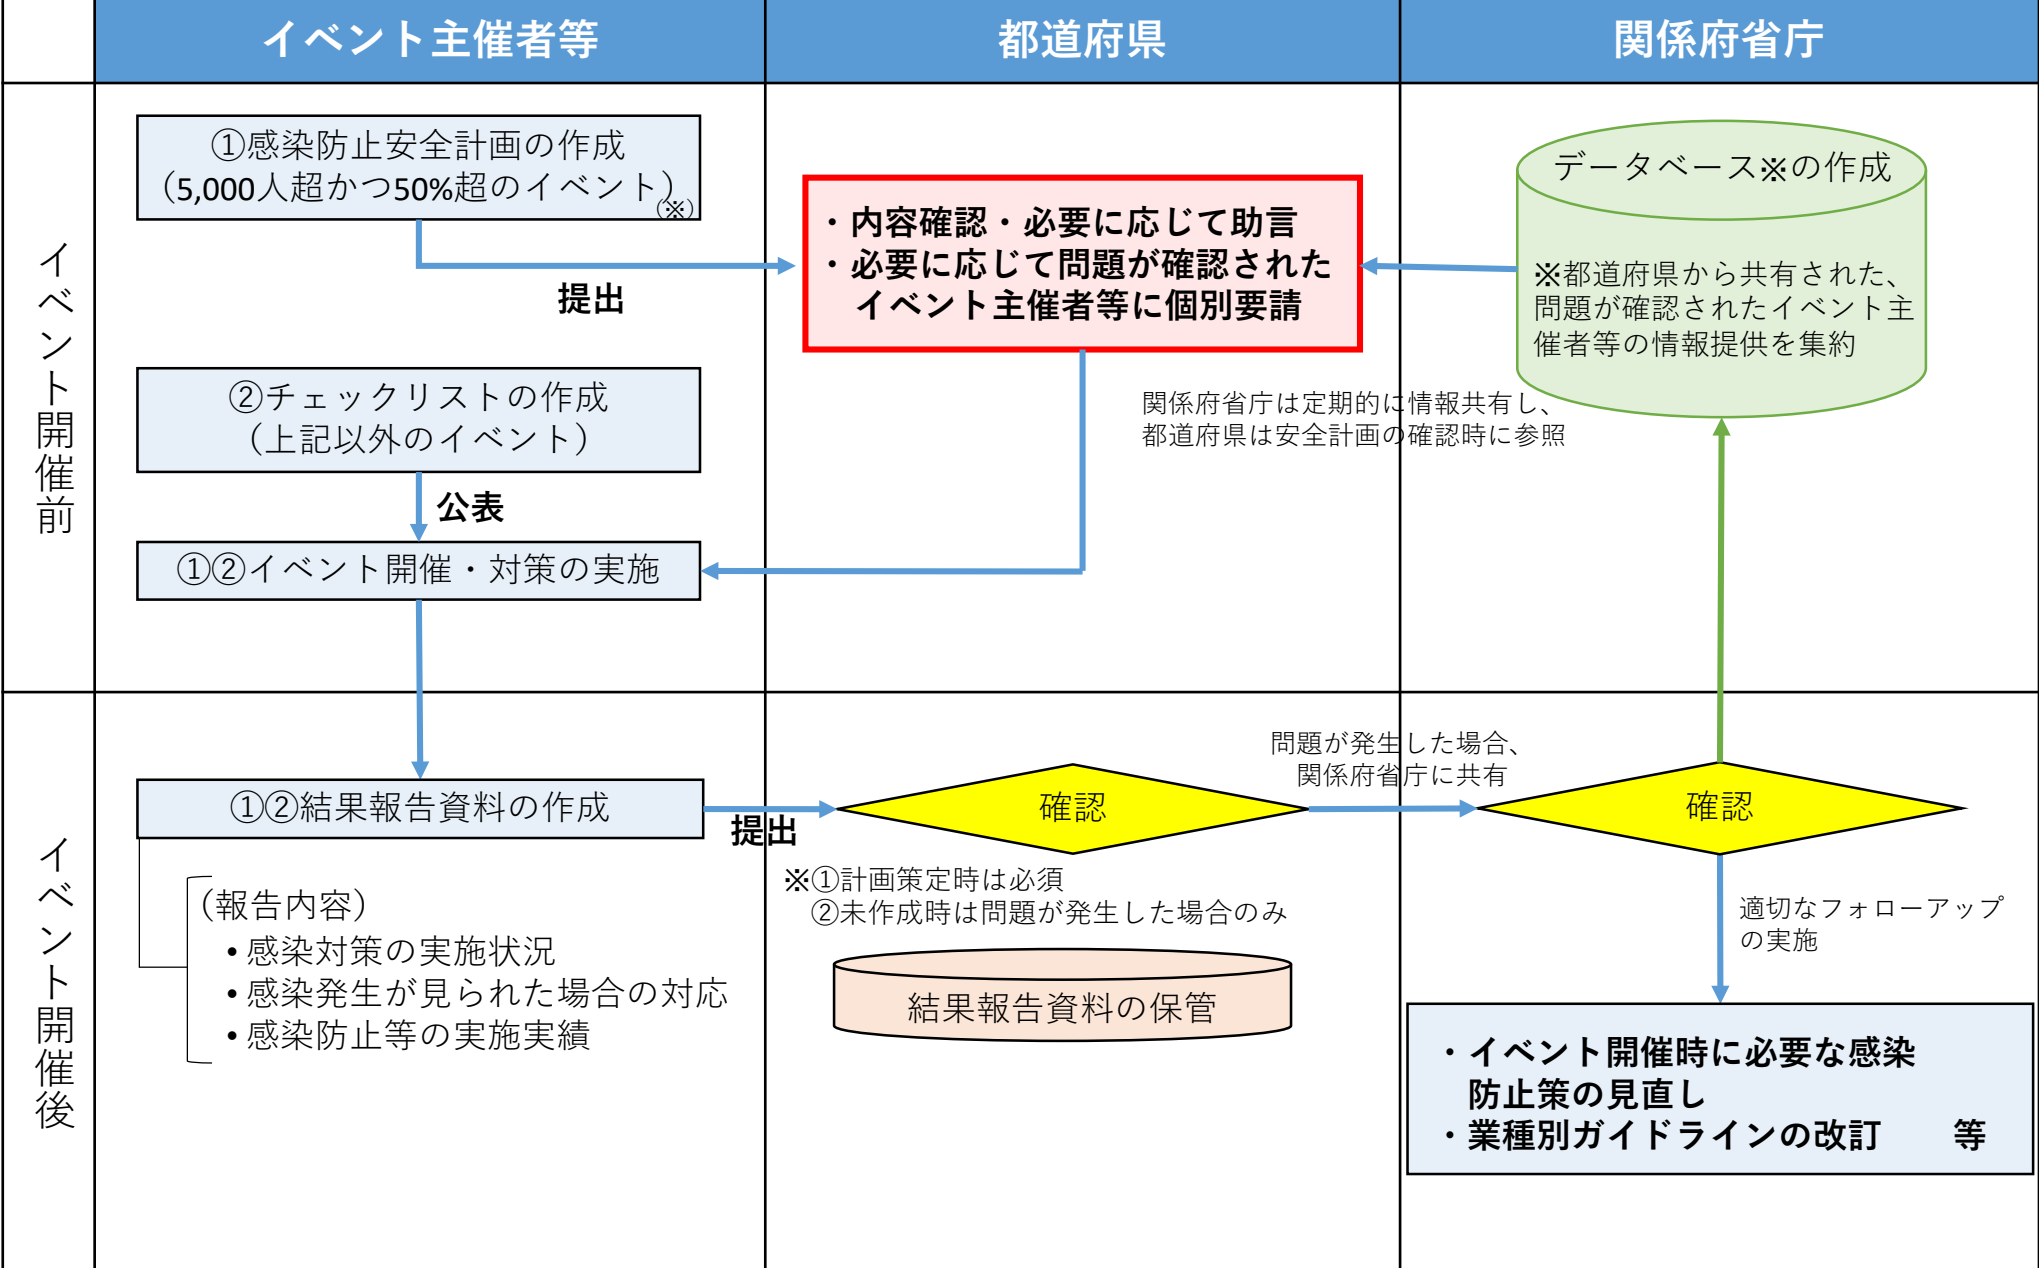 イベント主催者等
都道府県
関係府省庁
イベント開催前
①感染防止安全計画の作成
（5,000人超かつ50%超のイベント）
（※）
提出
・内容確認・必要に応じて助言
・必要に応じて問題が確認された
イベント主催者等に個別要請
データベース※の作成
※都道府県から共有された、
問題が確認されたイベント主
催者等の情報提供を集約
関係府省庁は定期的に情報共有し、
都道府県は安全計画の確認時に参照
②チェックリストの作成
（上記以外のイベント）
公表
①②イベント開催・対策の実施
イベント開催後
①②結果報告資料の作成
提出
確認
問題が発生した場合、
関係府省庁に共有
確認
（報告内容）
• 感染対策の実施状況
• 感染発生が見られた場合の対応
• 感染防止等の実施実績
※①計画策定時は必須
②未作成時は問題が発生した場合のみ
結果報告資料の保管
適切なフォローアップ
の実施
・イベント開催時に必要な感染
防止策の見直し
・業種別ガイドラインの改訂　　等